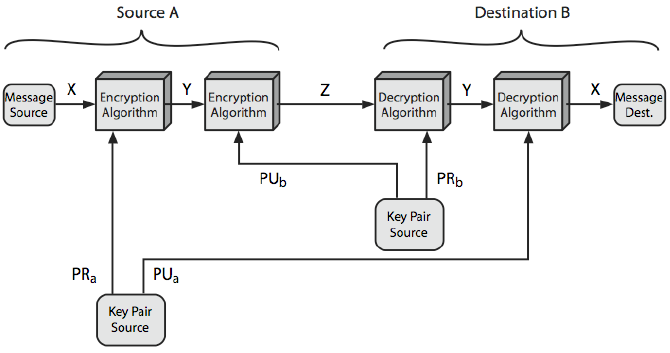 Source A
Destination B
Message
Source
X
Encryption
Algorithm
Y
Encryption
Algorithm
Z
Decryption
Algorithm
Y
Decryption
Algorithm
X
Message
Dest.
PUb
PRb
Key Pair
Source
PRa
PUa
Key Pair
Source